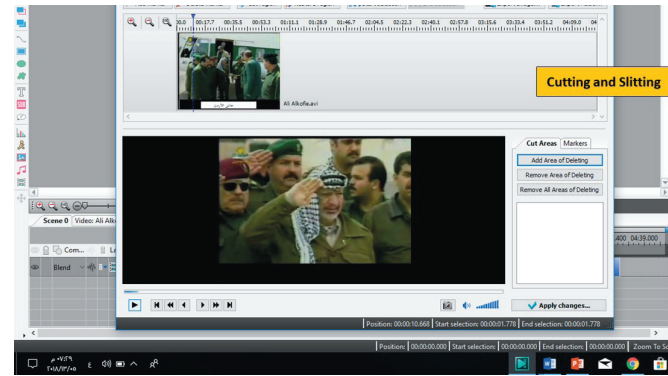 00:17.7 00:35.5 00:53.3 01:11.1 01:28.9 01:46.7 02:04.5 02:22.3 02:40.1 02:57.8 03:15.6 03:33.4 03:51.2 04:09.0 04
Cutting and Slitting
Ali Alkofia.avi
Cut Areas Markers
Add Area of Deleting
Remove Area of Deleting
Remove All Areas of Deleting
Scene 0 Video: Ali Alk
400 04:39.000
Com...
Blend
Apply changes...
Position: 00:00:10.668 Start selection: 00:00:01.778 End selection: 00:00:01.778
Position: 00:00:00.000 Start selection: 00:00:00.000 End selection: 00:00:00.000 Zoom To Sc
ع